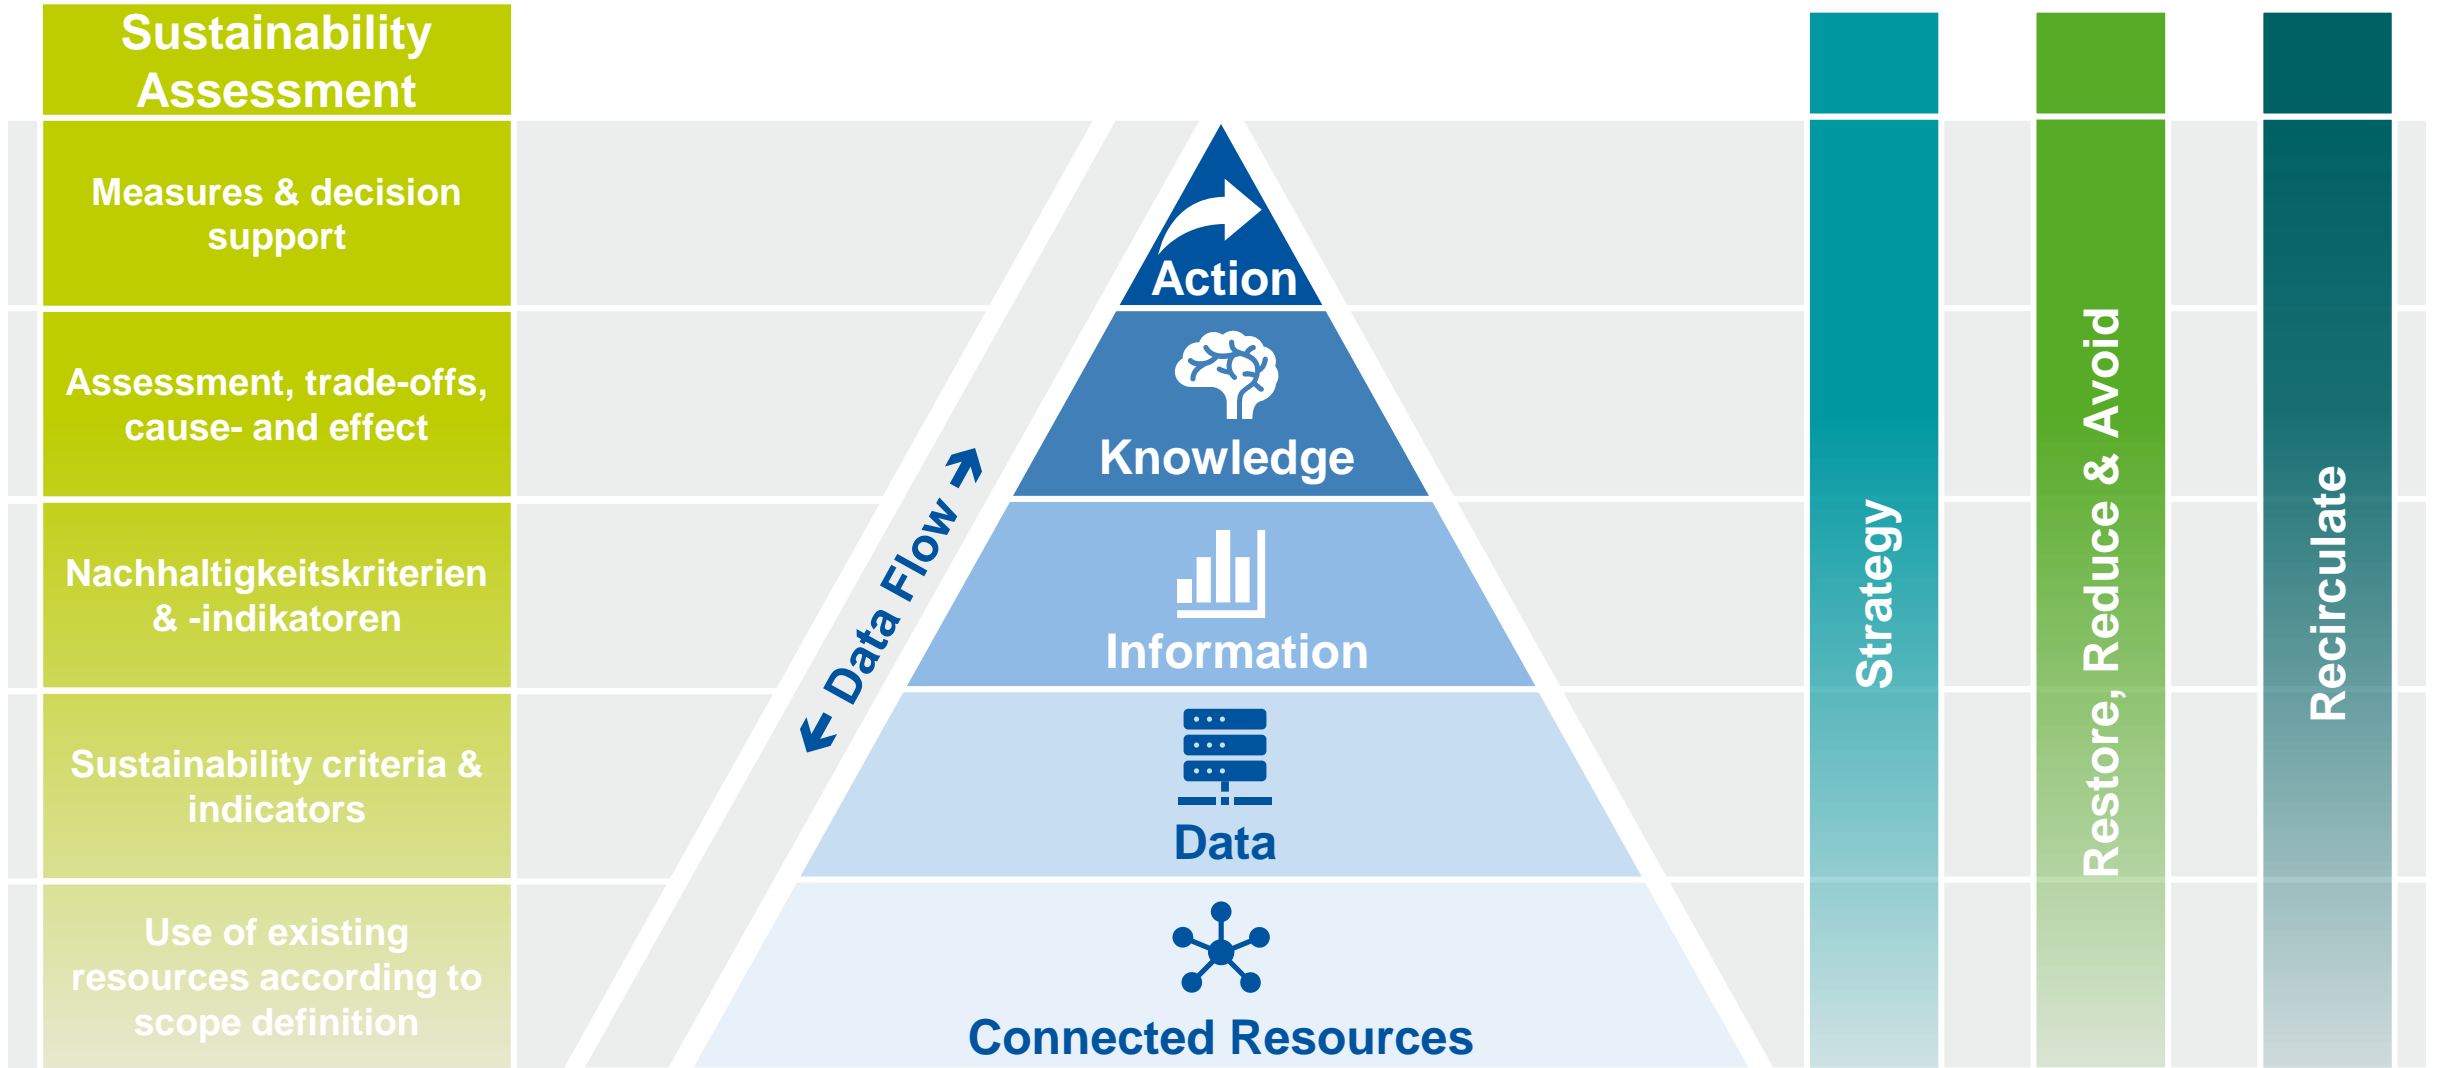 Sustainability
Assessment
Measures & decision
support
Assessment, trade-offs,
cause- and effect
Nachhaltigkeitskriterien
& -indikatoren
Sustainability criteria &
indicators
Use of existing
resources according to
scope definition
Data Flow
Action
Knowledge
Information
Data
Connected Resources
Strategy
Restore, Reduce & Avoid
Recirculate